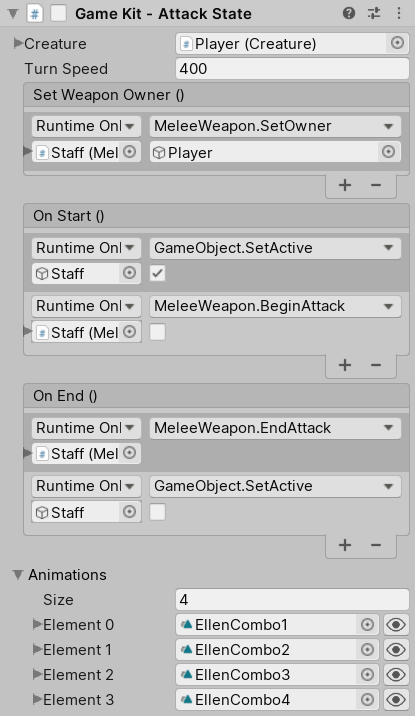 Game Kit - Attack State
Creature Player (Creature)
Turn Speed 400
Set Weapon Owner ()
Runtime Onl MeleeWeapon.SetOwner
Staff (Mel Player
+ −
On Start ()
Runtime Onl GameObject.SetActive
Staff
Runtime Onl MeleeWeapon.BeginAttack
Staff (Mel
+ −
On End ()
Runtime Onl MeleeWeapon.EndAttack
Staff (Mel
Runtime Onl GameObject.SetActive
Staff
+ −
Animations
Size 4
Element 0 EllenCombo1
Element 1 EllenCombo2
Element 2 EllenCombo3
Element 3 EllenCombo4